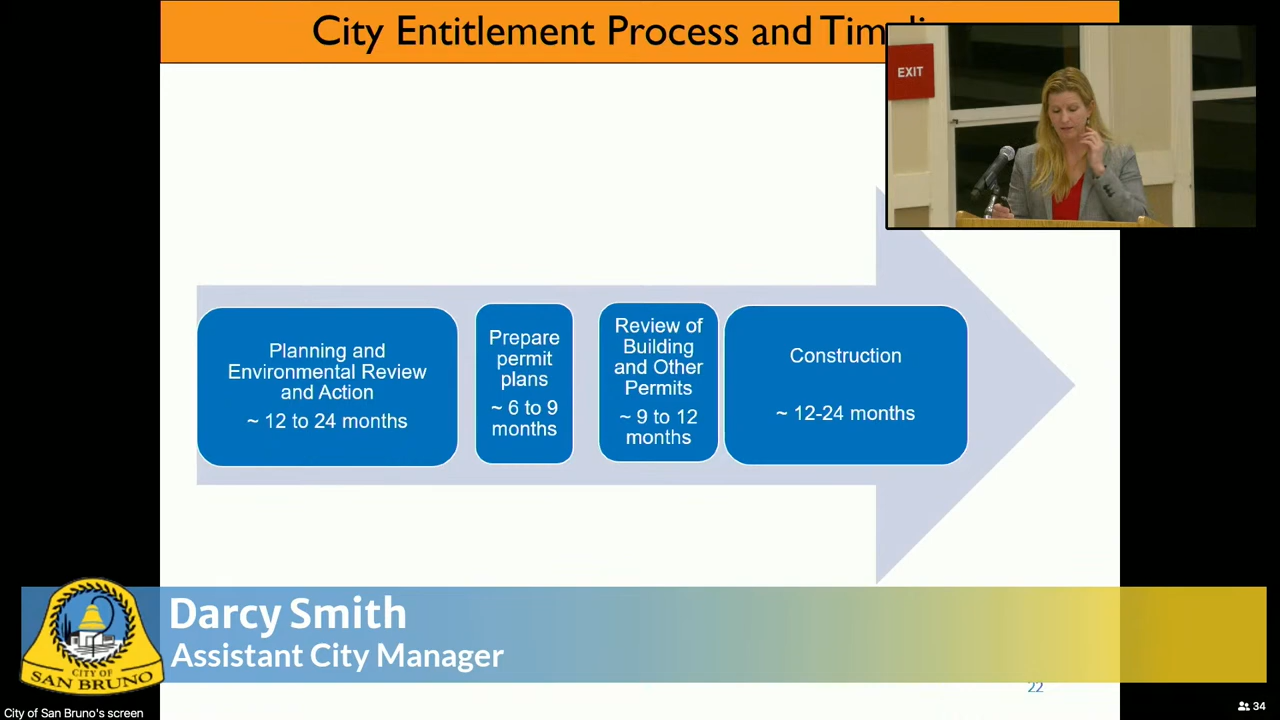 City Entitlement Process and
EXIT
Planning and
Environmental Review
and Action
~ 12 to 24 months
Prepare
permit
plans
~ 6 to 9
months
Review of
Building
and Other
Permits
~ 9 to 12
months
Construction
~ 12-24 months
Darcy Smith
Assistant City Manager
CITY OF
SAN BRUNO
22
City of San Bruno's screen
34